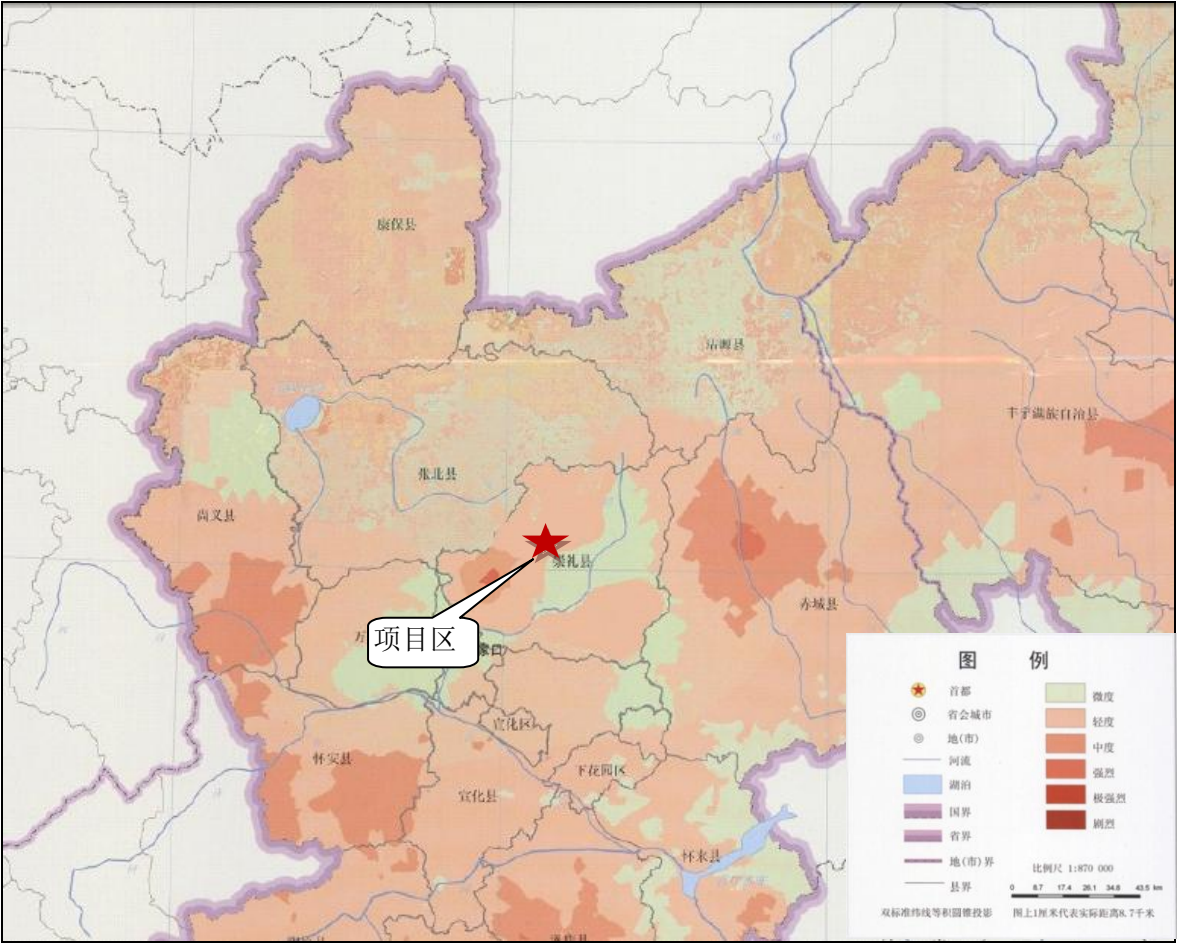 康保县
沽源县
丰宁满族自治县
张北县
尚义县
崇礼县
赤城县
项目区
万
家口
宣化区
怀安县
下花园区
宣化县
怀来县
图 例
首都
省会城市
地(市)
河流
湖泊
国界
省界
地(市)界
县界
微度
轻度
中度
强烈
极强烈
剧烈
比例尺 1:870 000
0 8.7 17.4 26.1 34.8 43.5 km
双标准纬线等积圆锥投影 图上1厘米代表实际距离8.7千米